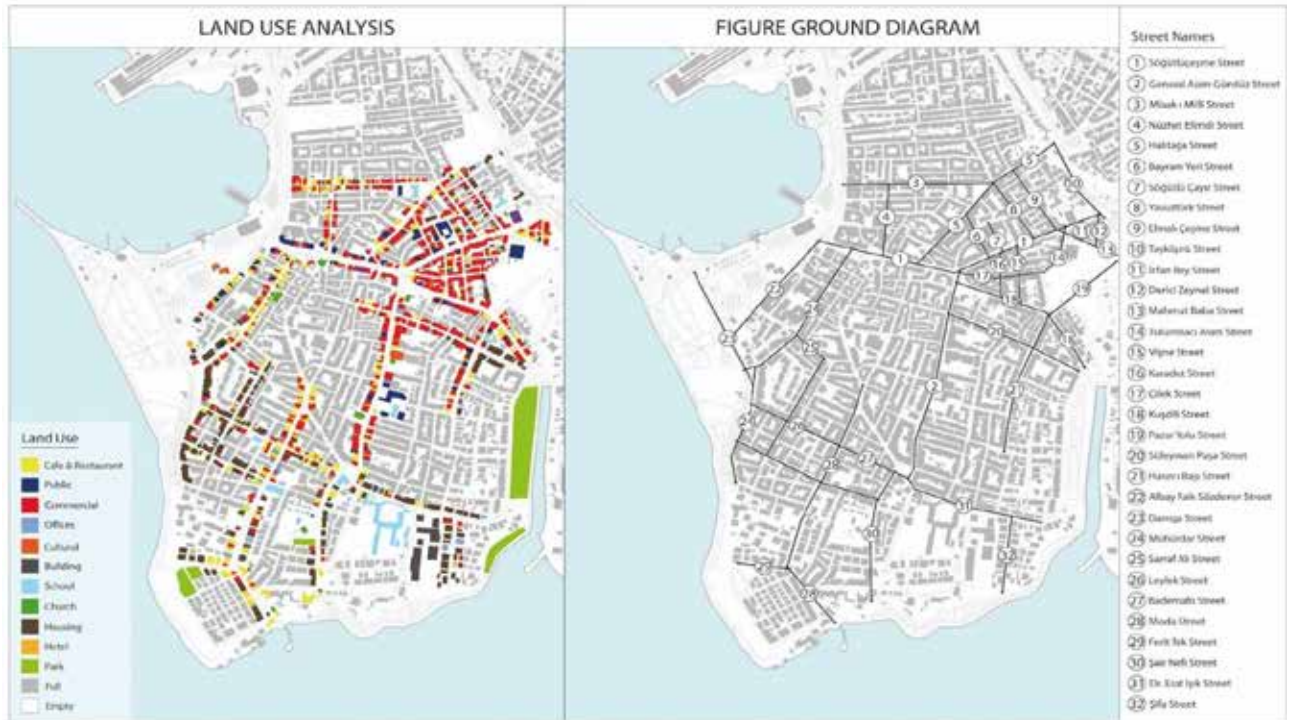 LAND USE ANALYSIS
Land Use
Cafe & Restaurant
Public
Commercial
Offices
Cultural
Building
School
Church
Housing
Hotel
Park
Full
Empty
FIGURE GROUND DIAGRAM
Street Names
1 Söğütlüçeşme Street
2 General Asım Gündüz Street
3 Misak-ı Milli Street
4 Nüzhet Efendi Street
5 Halitağa Street
6 Bayram Yeri Street
7 Söğütlü Çayır Street
8 Yavuztürk Street
9 Elmalı Çeşme Street
10 Taşköprü Street
11 İrfan Bey Street
12 Derici Zeynel Street
13 Mahmut Baba Street
14 Street
15 Vişne Street
16 Karadut Street
17 Çilek Street
18 Kuşdili Street
19 Pazar Yolu Street
20 Süleyman Paşa Street
21 Hasırcı Başı Street
22 Albay Faik Sözdener Street
23 Damga Street
24 Mühürdar Street
25 Sarraf Ali Street
26 Leylek Street
27 Bademaltı Street
28 Moda Street
29 Ferit Tek Street
30 Şair Nefi Street
31 Dr. Esat Işık Street
32 Şifa Street